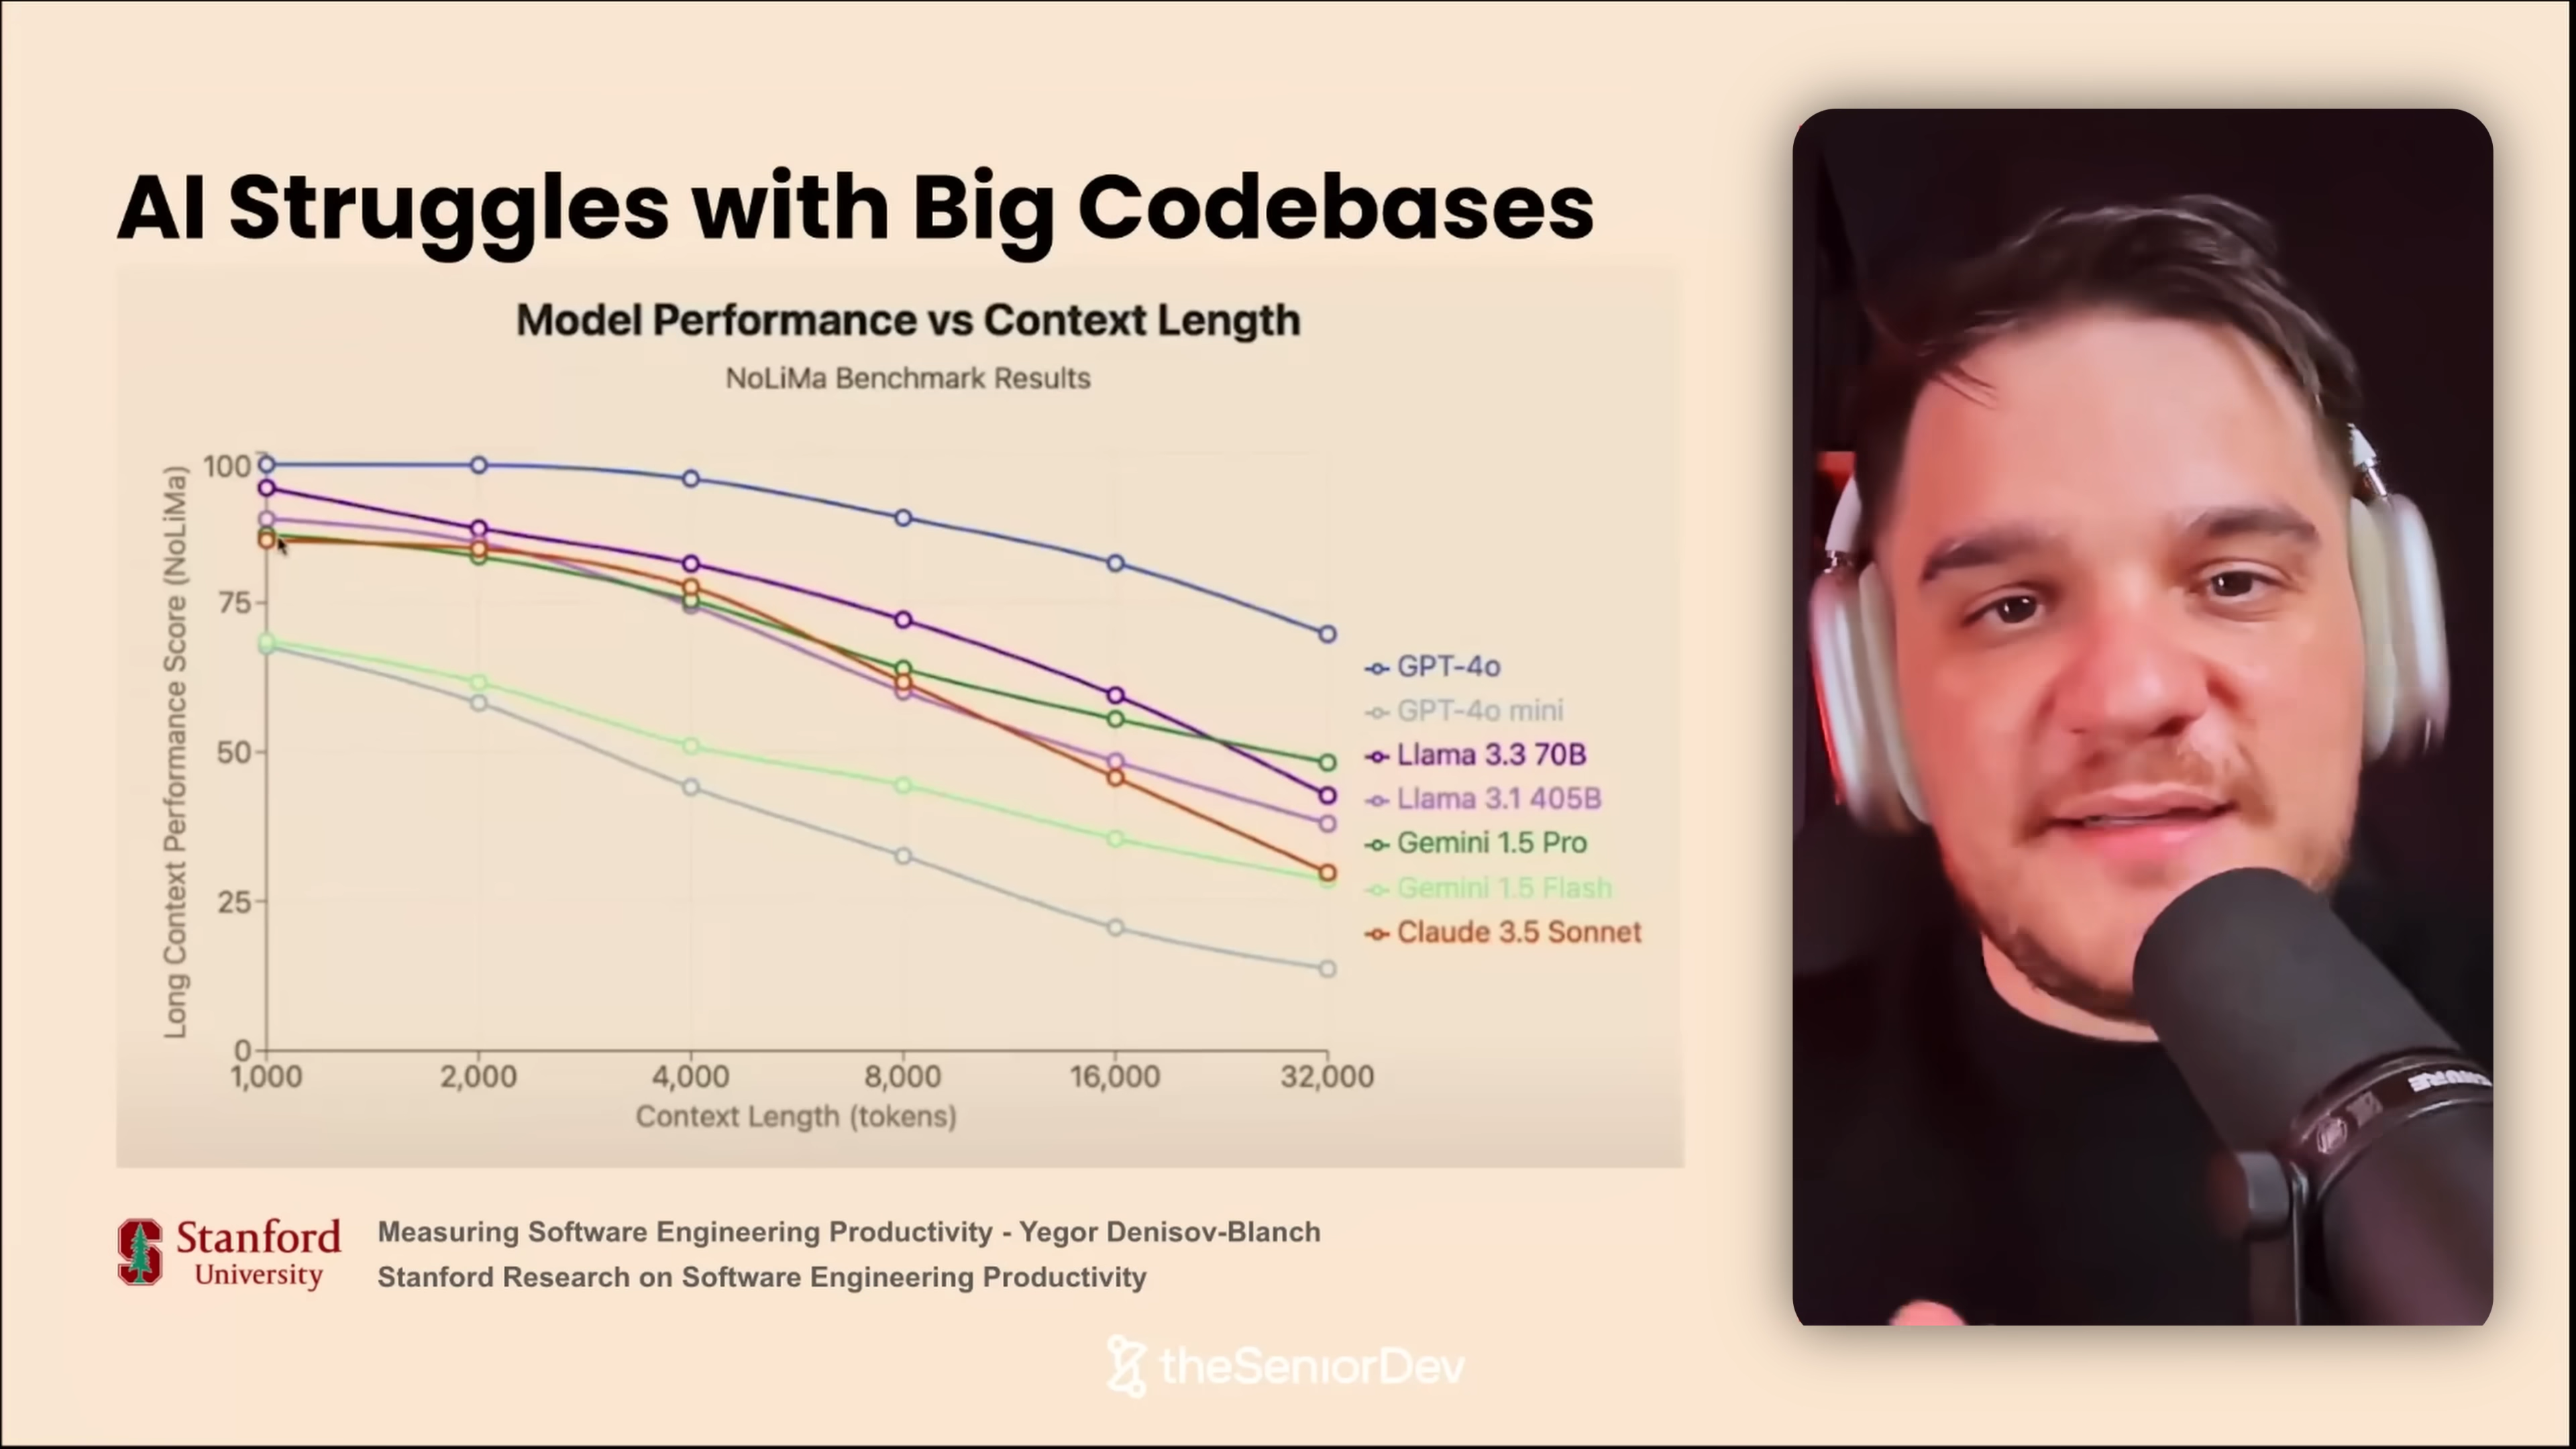 AI Struggles with Big Codebases
Model Performance vs Context Length
NoLiMa Benchmark Results
Long Context Performance Score (NoLiMa)
100
75
50
25
0
1,000 2,000 4,000 8,000 16,000 32,000
Context Length (tokens)
GPT-4o
GPT-4o mini
Llama 3.3 70B
Llama 3.1 405B
Gemini 1.5 Pro
Gemini 1.5 Flash
Claude 3.5 Sonnet
Stanford
University
Measuring Software Engineering Productivity - Yegor Denisov-Blanch
Stanford Research on Software Engineering Productivity
theSeniorDev